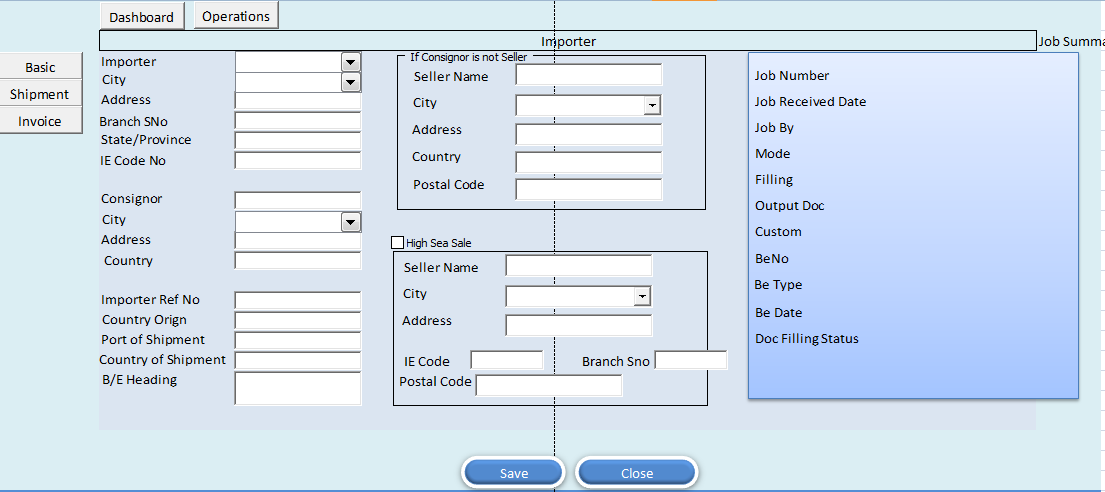 Dashboard
Operations
Importer
Job Summa
Basic
Shipment
Invoice
Importer
City
Address
Branch SNo
State/Province
IE Code No
Consignor
City
Address
Country
Importer Ref No
Country Orign
Port of Shipment
Country of Shipment
B/E Heading
If Consignor is not Seller
Seller Name
City
Address
Country
Postal Code
High Sea Sale
Seller Name
City
Address
IE Code
Branch Sno
Postal Code
Job Number
Job Received Date
Job By
Mode
Filling
Output Doc
Custom
BeNo
Be Type
Be Date
Doc Filling Status
Save
Close